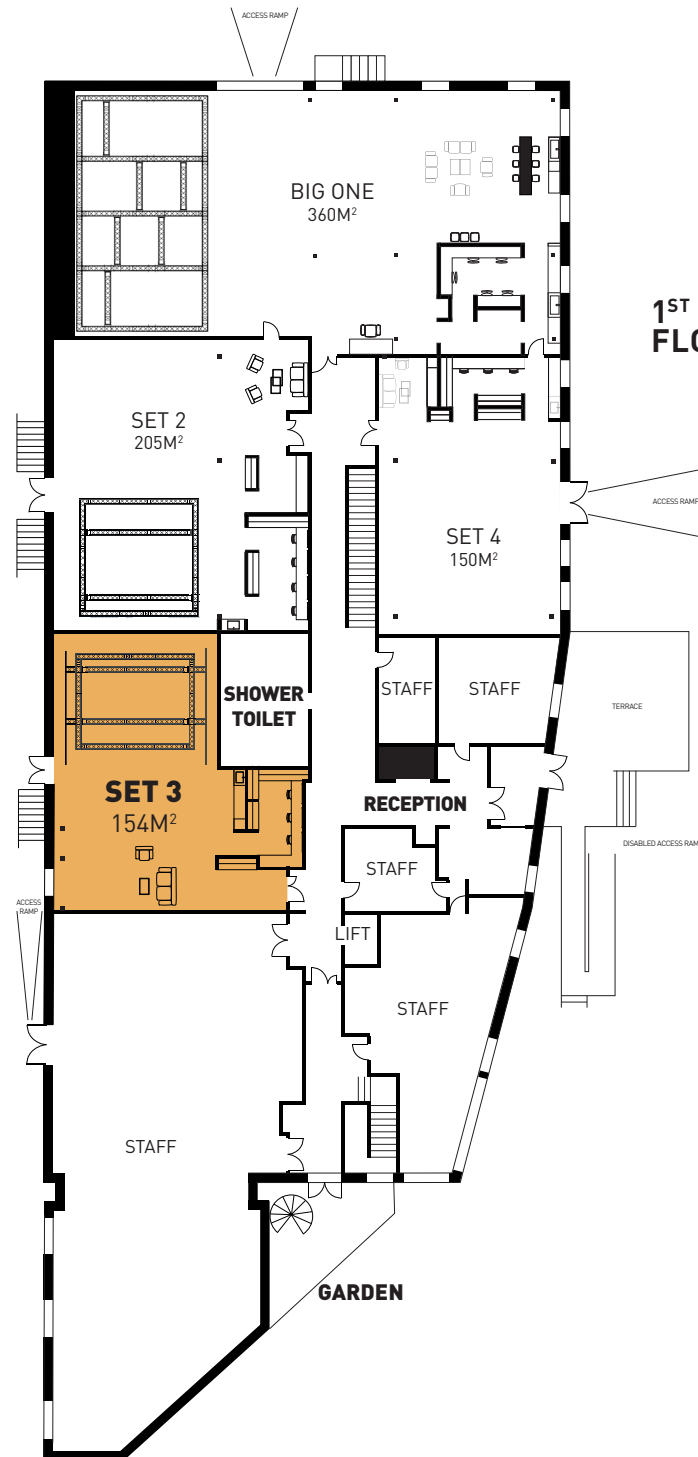 ACCESS RAMP
BIG ONE
360M²
1ST
FLO
SET 2
205M²
ACCESS RAMP
SET 4
150M²
SHOWER
TOILET
STAFF
STAFF
TERRACE
SET 3
154M²
RECEPTION
DISABLED ACCESS RAM
STAFF
ACCESS
RAMP
LIFT
STAFF
STAFF
GARDEN